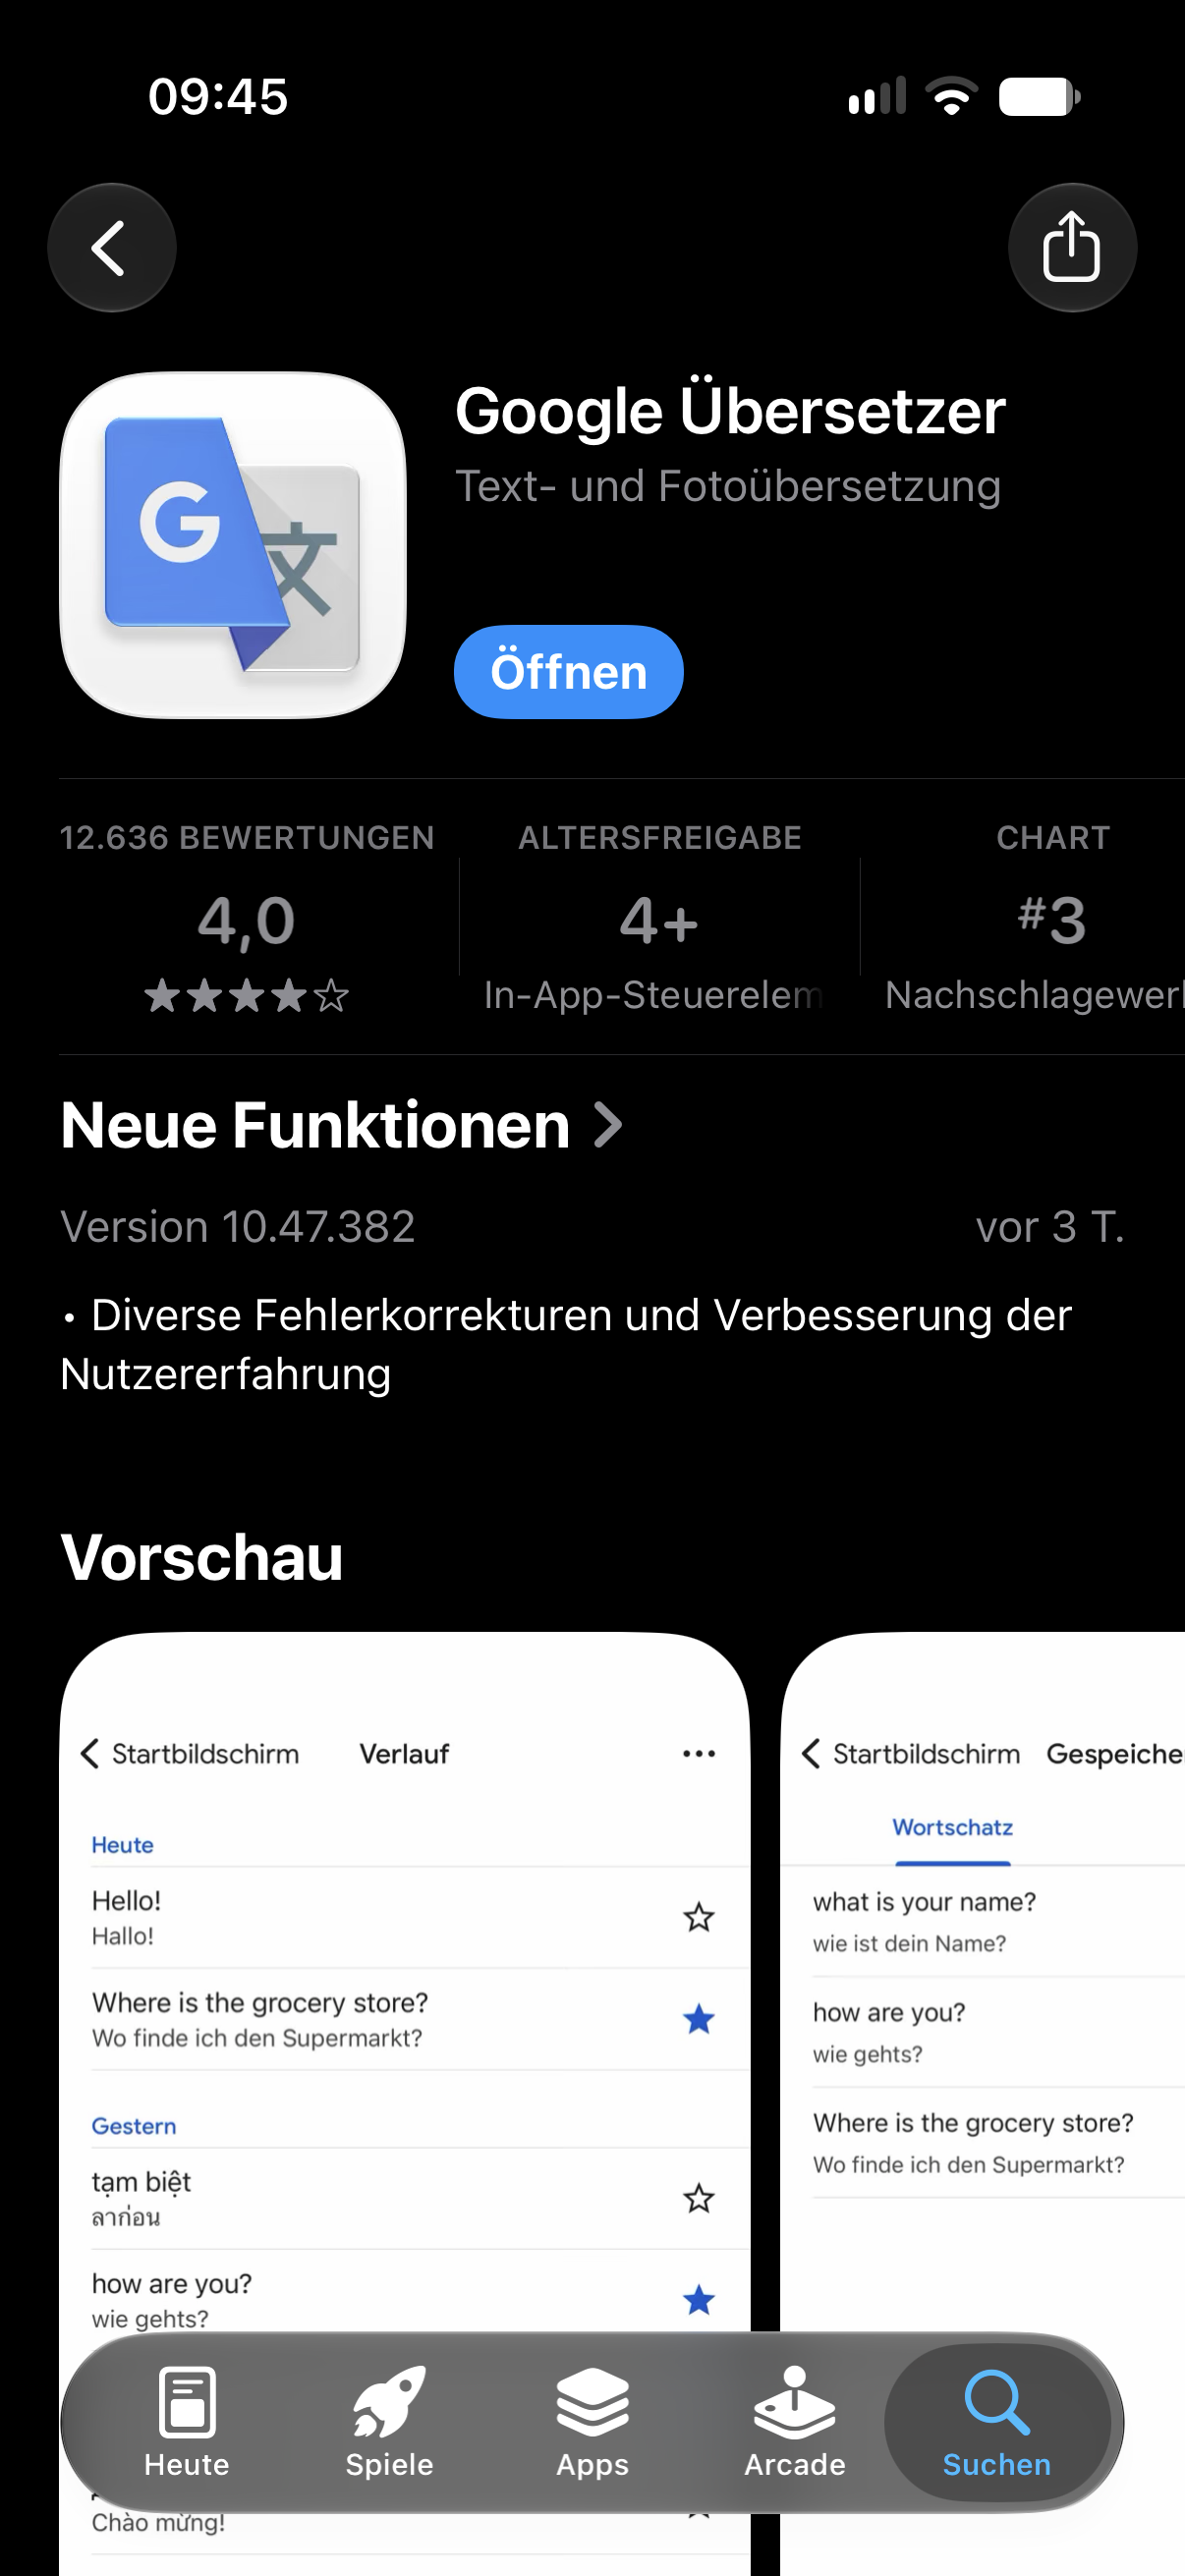 09:45
Google Übersetzer
Text- und Fotoübersetzung
G
文
Öffnen
12.636 BEWERTUNGEN
4,0
ALTERSFREIGABE
4+
In-App-Steuerelem
CHART
#3
Nachschlagewerk
Neue Funktionen
Version 10.47.382
vor 3 T.
• Diverse Fehlerkorrekturen und Verbesserung der
Nutzererfahrung
Vorschau
Startbildschirm
Verlauf
Heute
Hello!
Hallo!
Where is the grocery store?
Wo finde ich den Supermarkt?
Gestern
tạm biệt
ลาก่อน
how are you?
wie gehts?
Chào mừng!
Startbildschirm
Gespeiche
Wortschatz
what is your name?
wie ist dein Name?
how are you?
wie gehts?
Where is the grocery store?
Wo finde ich den Supermarkt?
Heute
Spiele
Apps
Arcade
Suchen